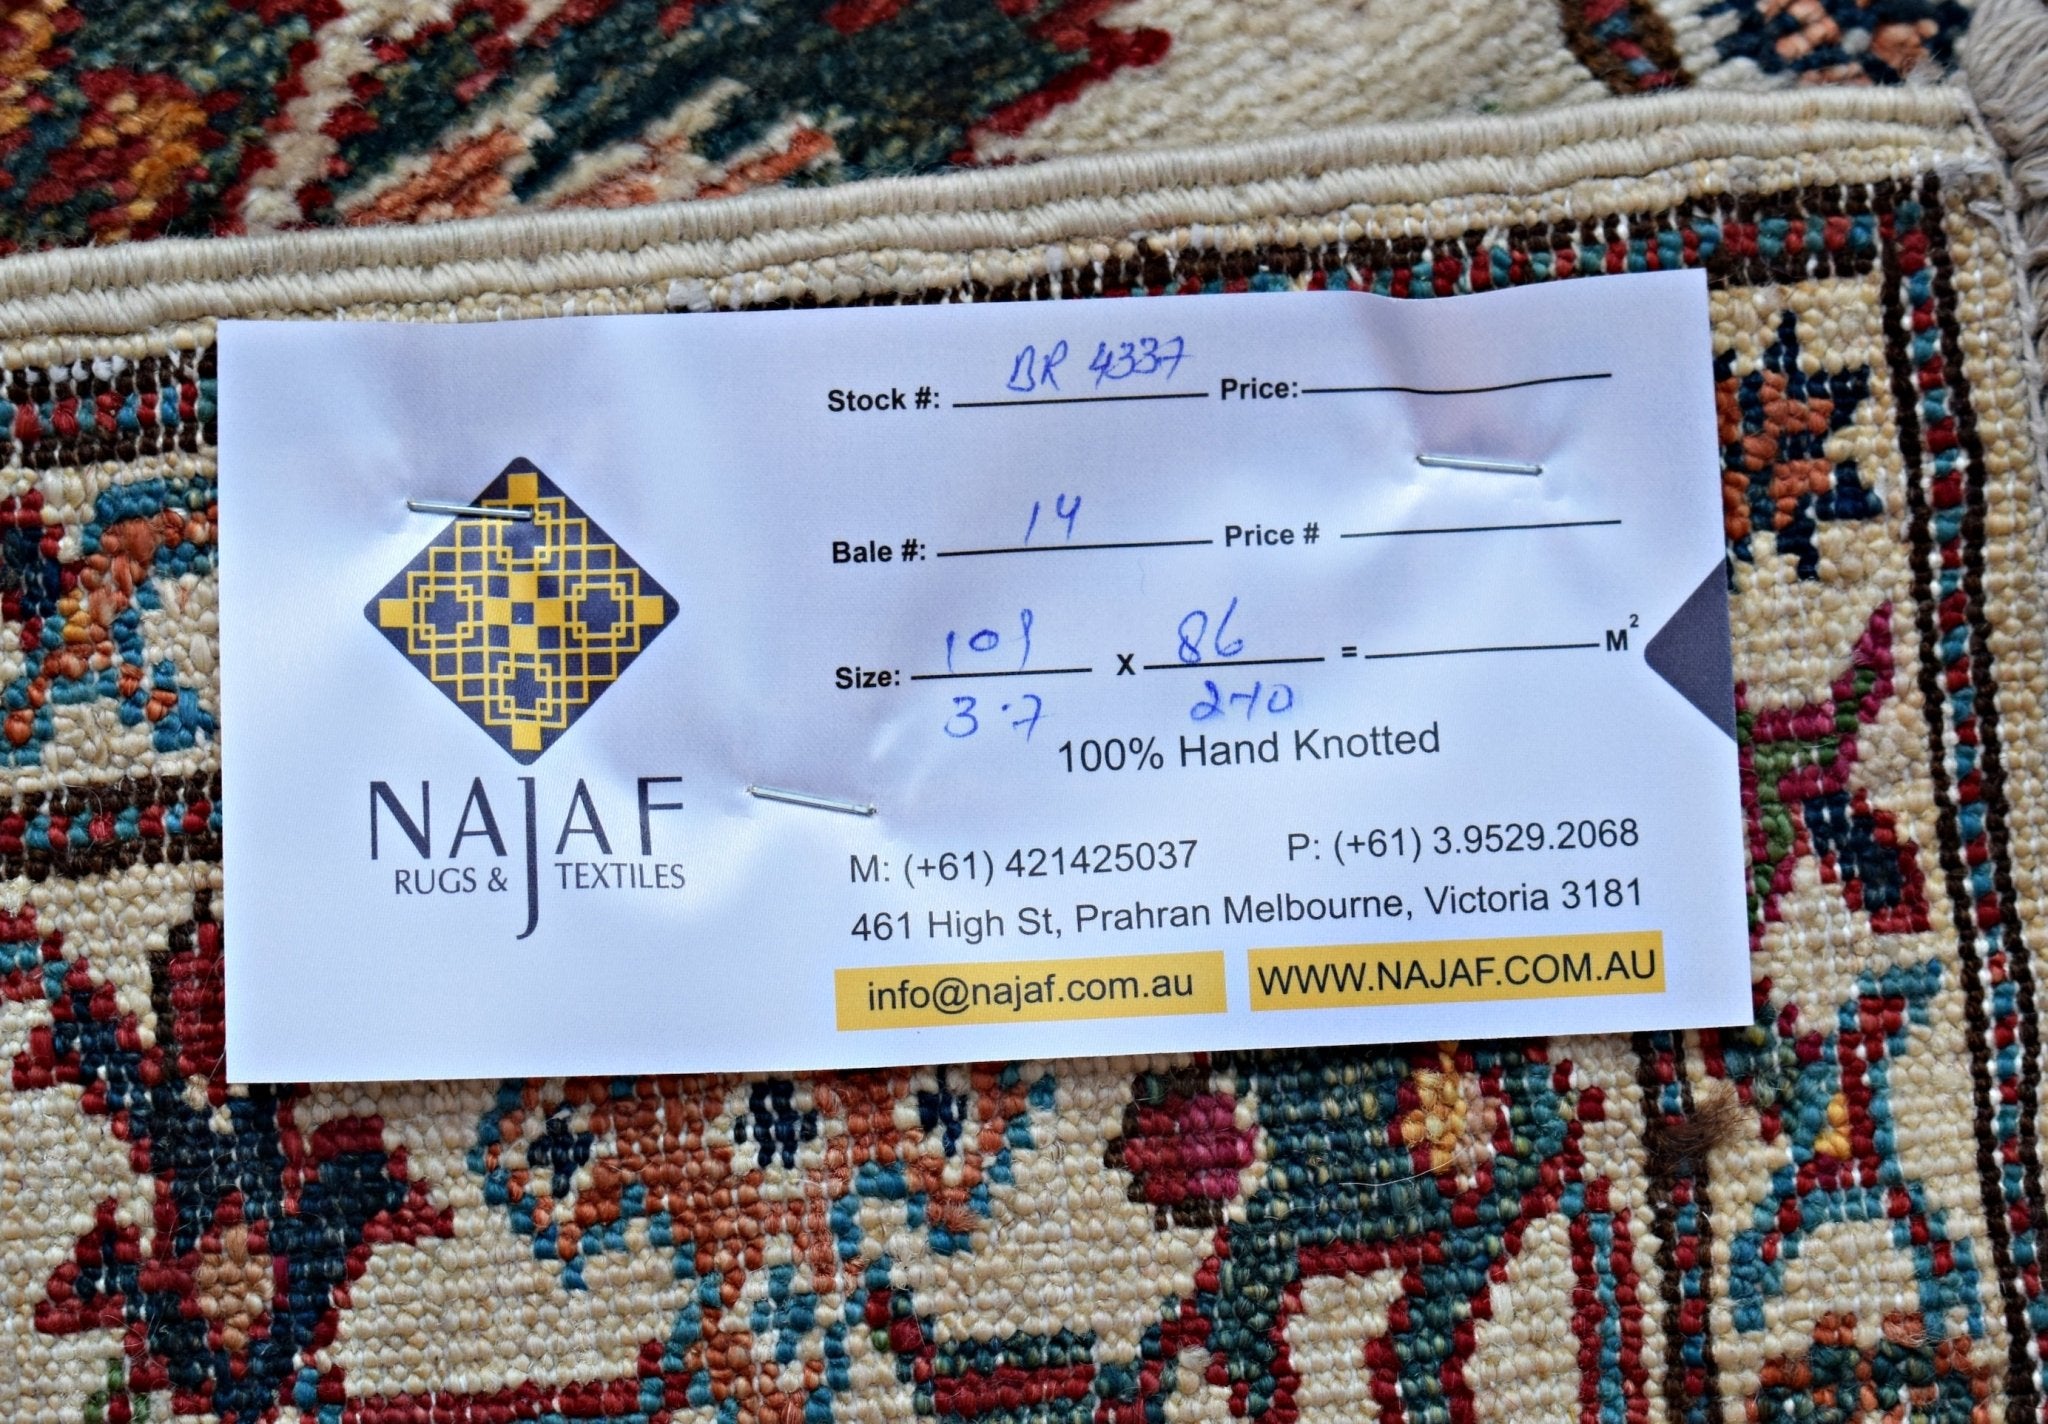 Stock #: BR 4337 Price:
Bale #: 14 Price #
Size: 109 X 86 = M²
3.7 2-10
100% Hand Knotted
NAJAF
RUGS & TEXTILES
M: (+61) 421425037 P: (+61) 3.9529.2068
461 High St, Prahran Melbourne, Victoria 3181
info@najaf.com.au WWW.NAJAF.COM.AU